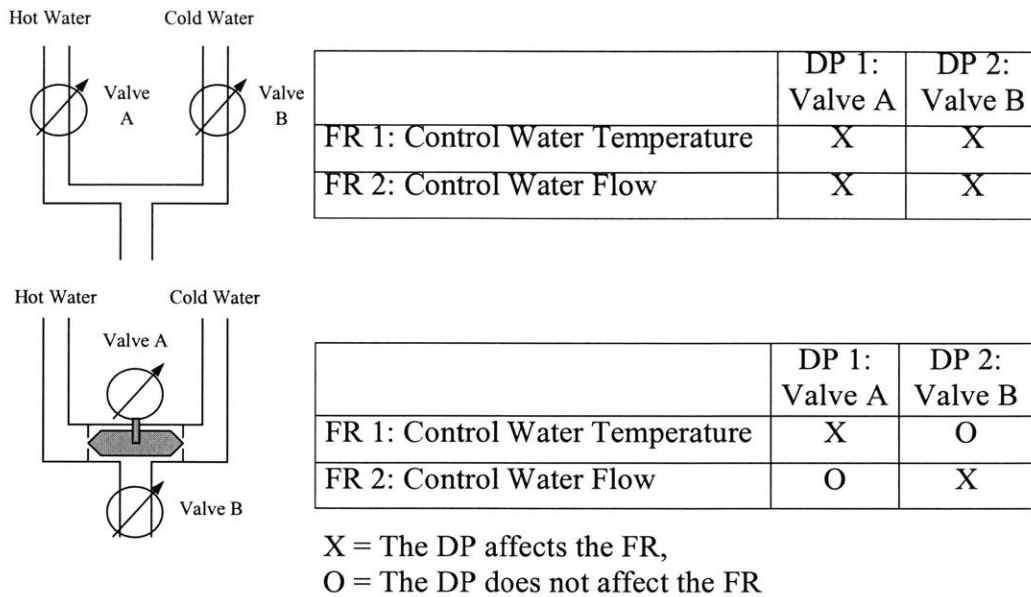 Hot Water Cold Water
Valve A
Valve B
DP 1: Valve A DP 2: Valve B
FR 1: Control Water Temperature X X
FR 2: Control Water Flow X X
Hot Water Cold Water
Valve A
Valve B
DP 1: Valve A DP 2: Valve B
FR 1: Control Water Temperature X O
FR 2: Control Water Flow O X
X = The DP affects the FR,
O = The DP does not affect the FR